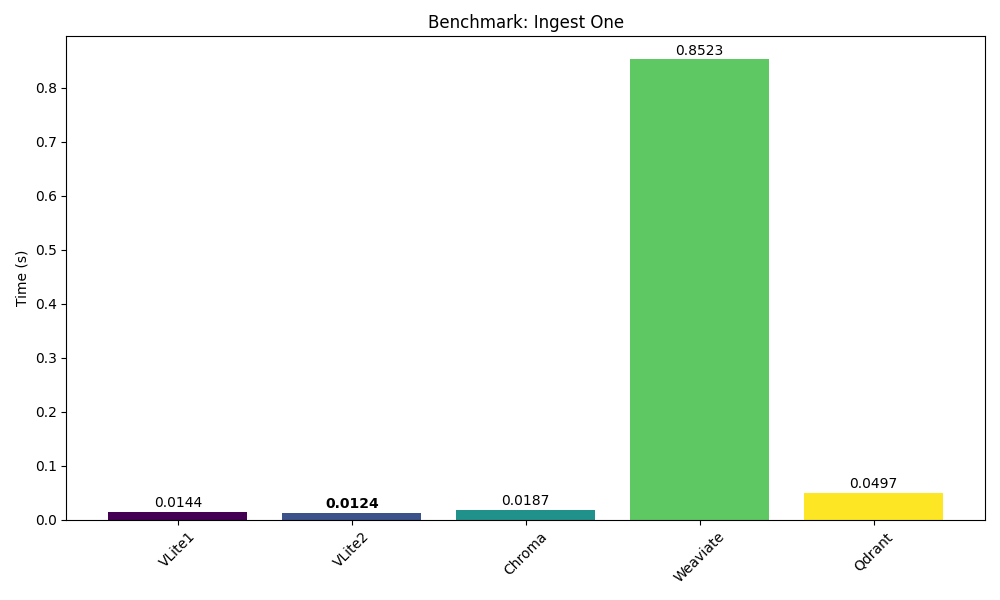 Benchmark: Ingest One
Time (s)
0.8
0.7
0.6
0.5
0.4
0.3
0.2
0.1
0.0
0.0144
0.0124
0.0187
0.8523
0.0497
VLite1
VLite2
Chroma
Weaviate
Qdrant